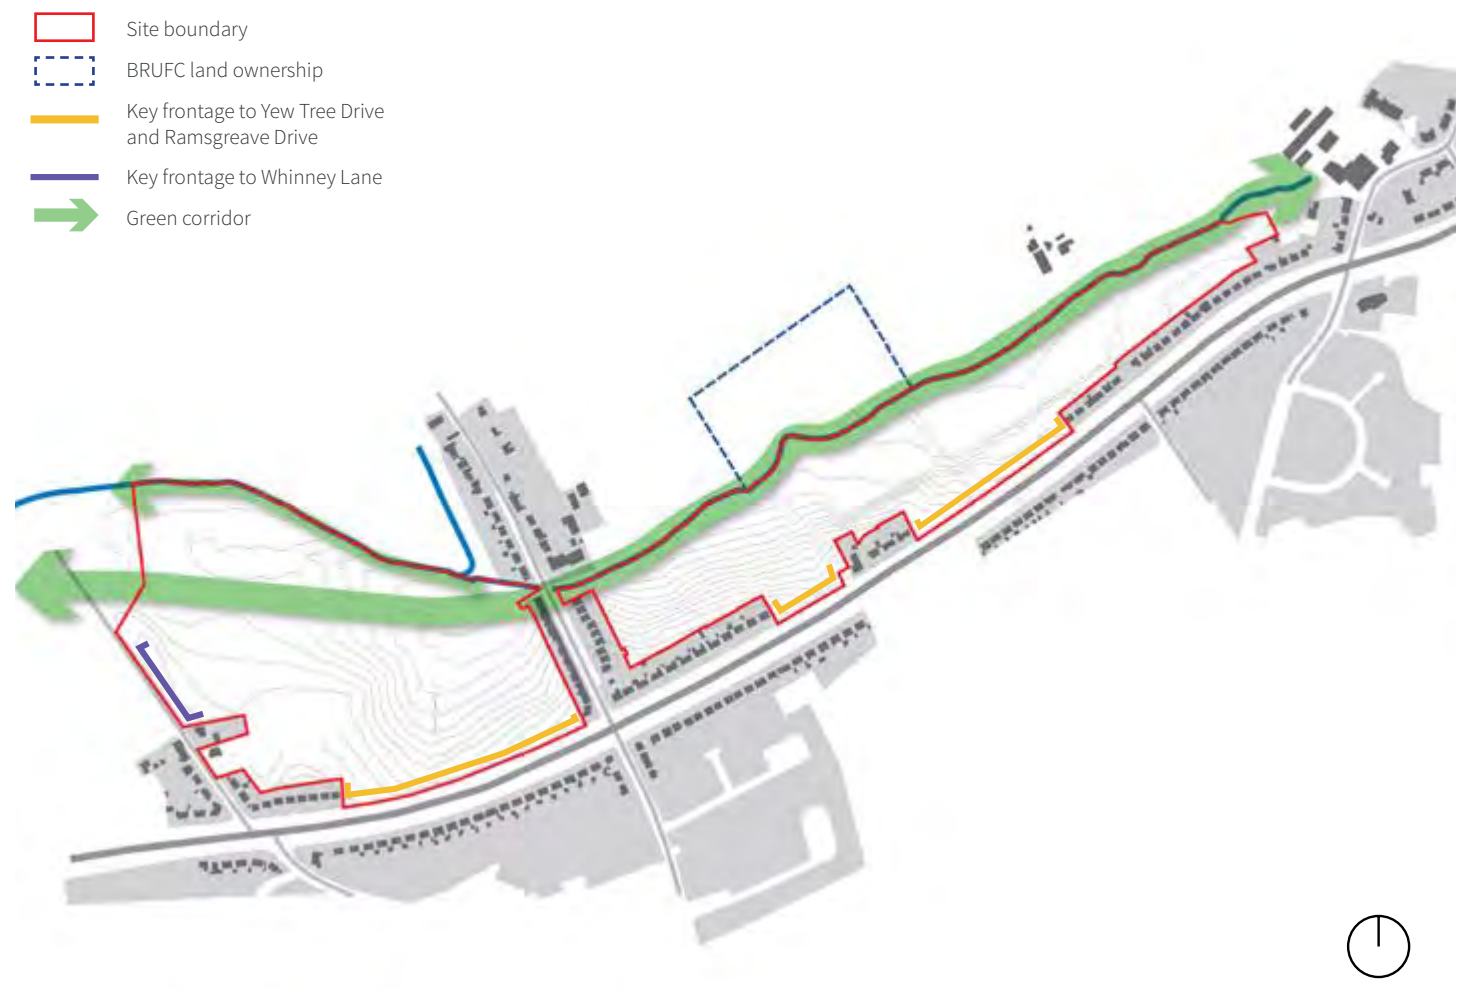 Site boundary
BRUFC land ownership
Key frontage to Yew Tree Drive
and Ramsgreave Drive
Key frontage to Whinney Lane
Green corridor